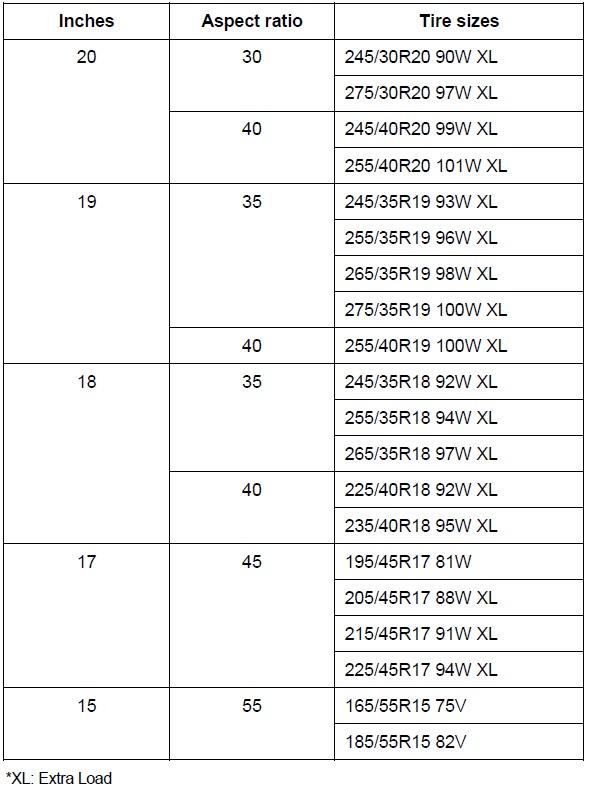 Inches Aspect ratio Tire sizes
20 30 245/30R20 90W XL
275/30R20 97W XL
40 245/40R20 99W XL
255/40R20 101W XL
19 35 245/35R19 93W XL
255/35R19 96W XL
265/35R19 98W XL
275/35R19 100W XL
40 255/40R19 100W XL
18 35 245/35R18 92W XL
255/35R18 94W XL
265/35R18 97W XL
40 225/40R18 92W XL
235/40R18 95W XL
17 45 195/45R17 81W
205/45R17 88W XL
215/45R17 91W XL
225/45R17 94W XL
15 55 165/55R15 75V
185/55R15 82V
*XL: Extra Load